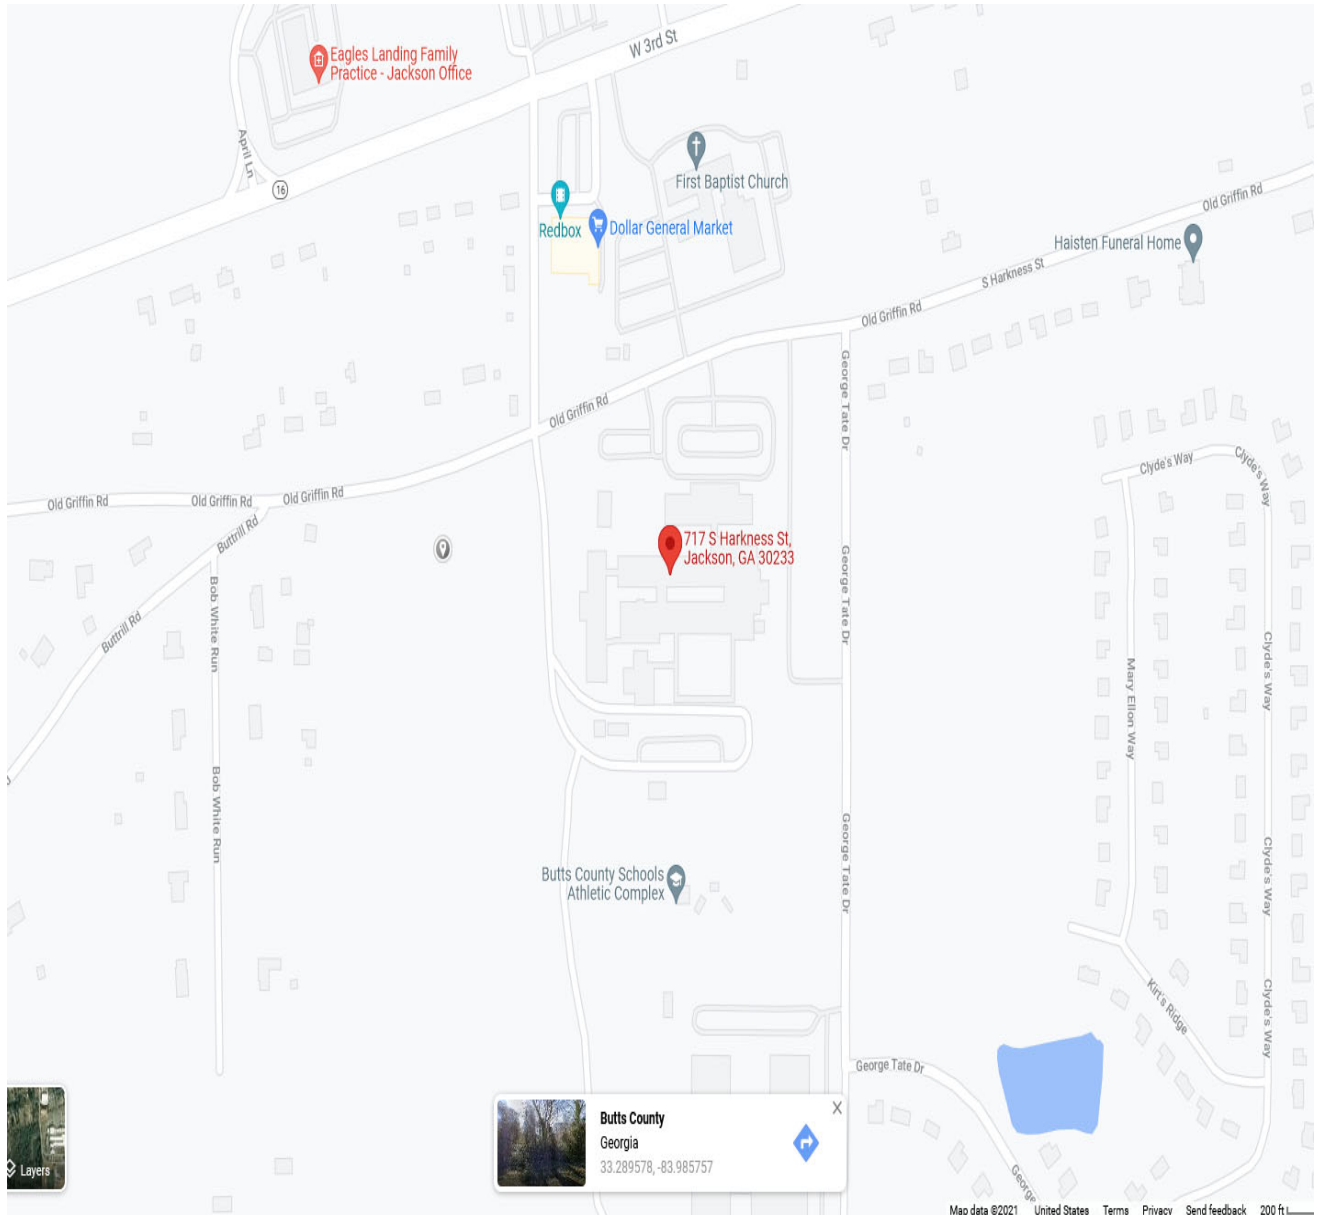 W 3rd St
Eagles Landing Family
Practice - Jackson Office
April Ln
16
First Baptist Church
Old Griffin Rd
Redbox
Dollar General Market
Haisten Funeral Home
S Harkness St
Old Griffin Rd
George Tate Dr
Old Griffin Rd
Clyde's Way
Clyde's Way
Old Griffin Rd
Old Griffin Rd
Old Griffin Rd
Buttrill Rd
717 S Harkness St,
Jackson, GA 30233
George Tate Dr
Bob White Run
Buttrill Rd
Clyde's Way
Mary Ellon Way
Bob White Run
George Tate Dr
Clyde's Way
Butts County Schools
Athletic Complex
Kirt's Ridge
Clyde's Way
George Tate Dr
Butts County
X
Georgia
33.289578, -83.985757
Layers
George
Map data ©2021 United States Terms Privacy Send feedback 200 ft